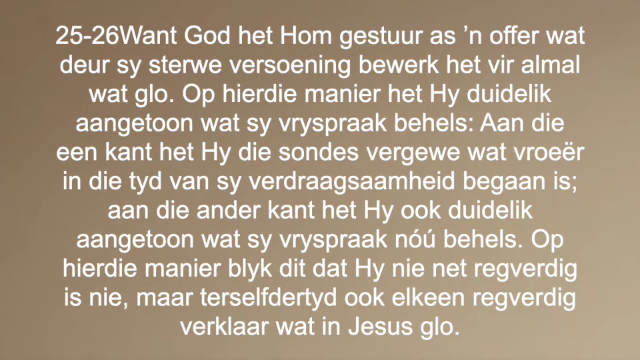 25-26Want God het Hom gestuur as ’n offer wat
deur sy sterwe versoening bewerk het vir almal
wat glo. Op hierdie manier het Hy duidelik
aangetoon wat sy vryspraak behels: Aan die
een kant het Hy die sondes vergewe wat vroeër
in die tyd van sy verdraagsaamheid begaan is;
aan die ander kant het Hy ook duidelik
aangetoon wat sy vryspraak nóú behels. Op
hierdie manier blyk dit dat Hy nie net regverdig
is nie, maar terselfdertyd ook elkeen regverdig
verklaar wat in Jesus glo.